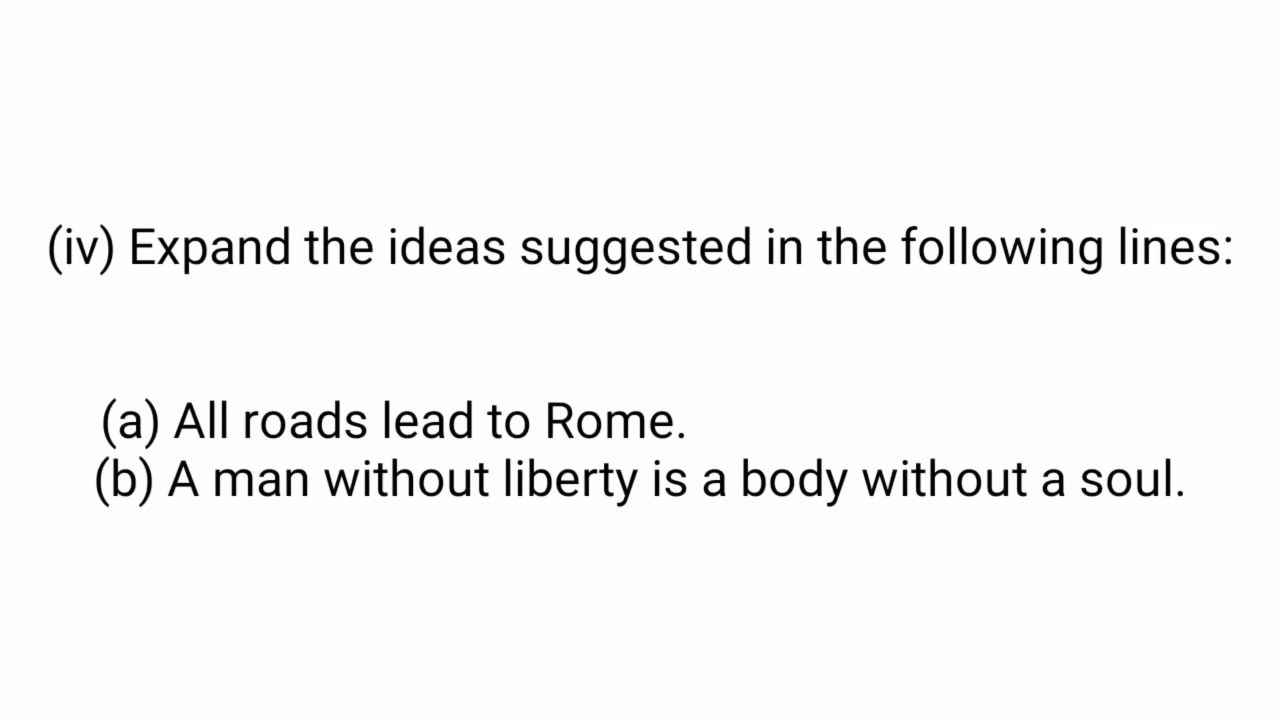 (iv) Expand the ideas suggested in the following lines:
(a) All roads lead to Rome.
(b) A man without liberty is a body without a soul.